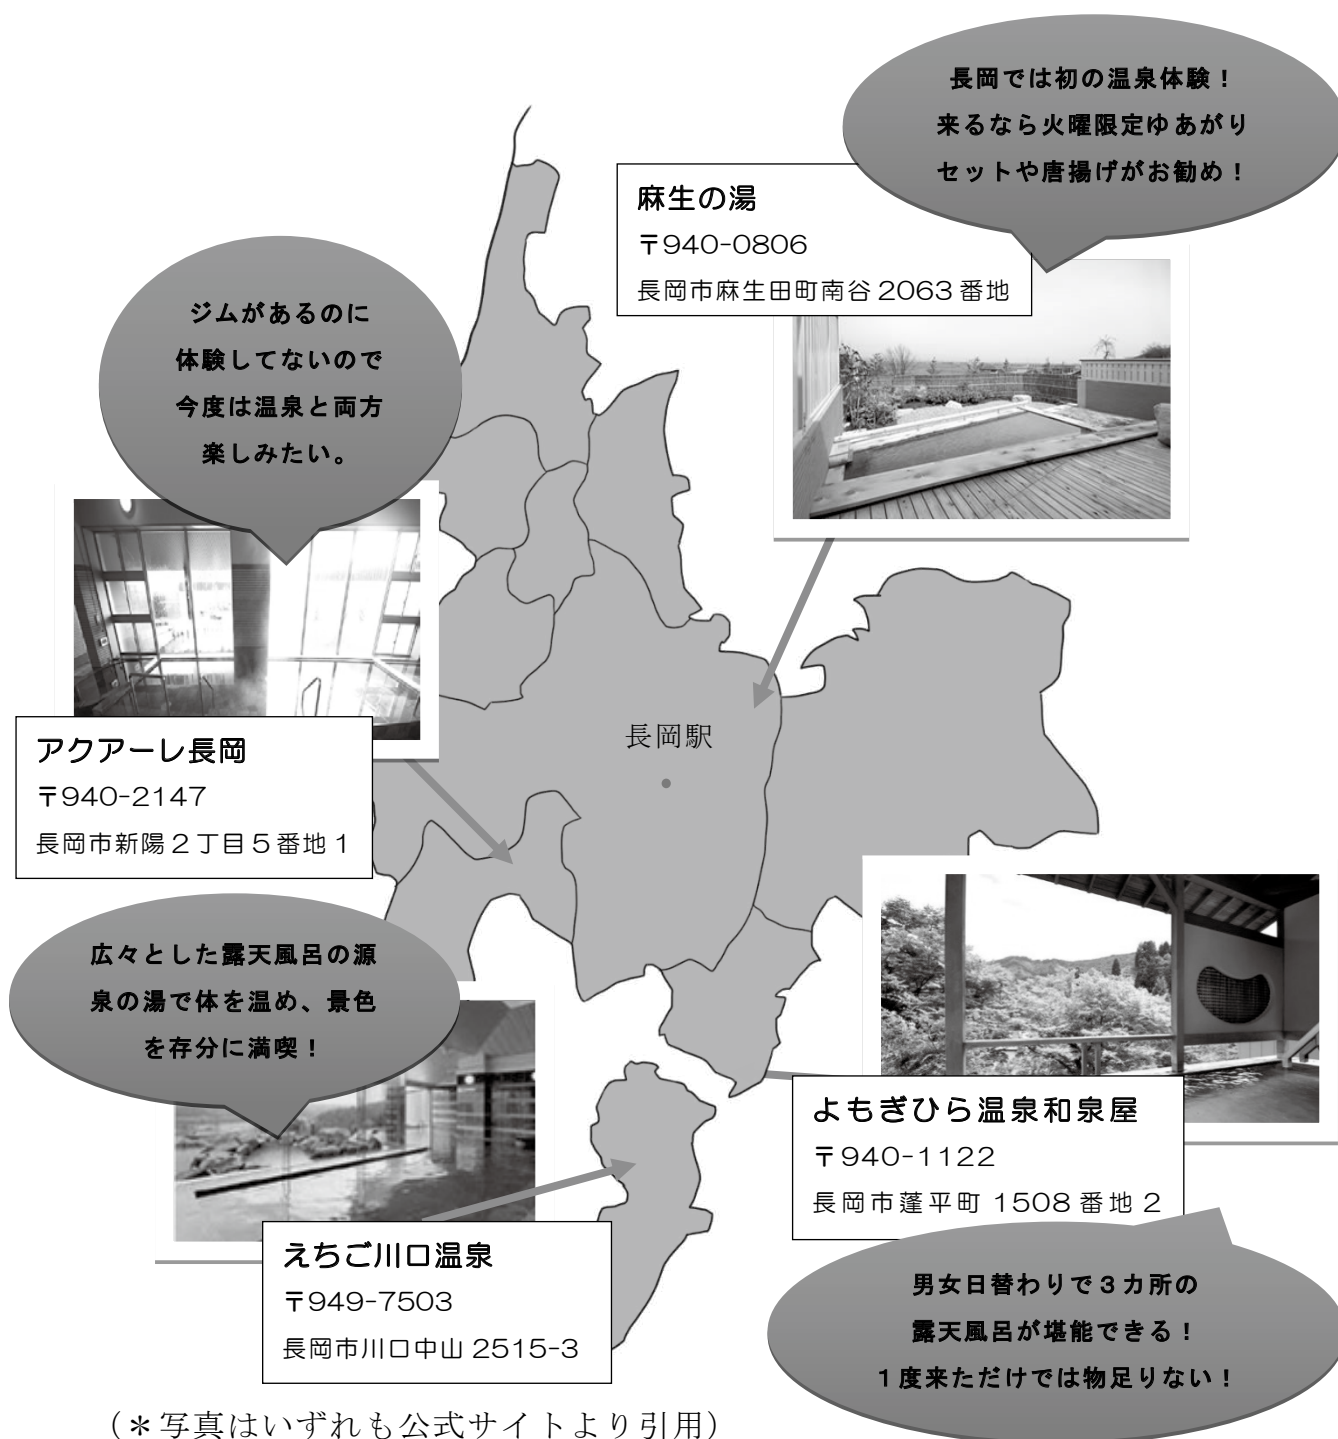 長岡では初の温泉体験！
来るなら火曜限定ゆあがり
セットや唐揚げがお勧め！
麻生の湯
〒940-0806
長岡市麻生田町南谷2063番地
ジムがあるのに
体験してないので
今度は温泉と両方
楽しみたい。
長岡駅
アクアーレ長岡
〒940-2147
長岡市新陽２丁目５番地１
広々とした露天風呂の源
泉の湯で体を温め、景色
を存分に満喫！
よもぎひら温泉和泉屋
〒940-1122
長岡市蓬平町 1508番地２
えちご川口温泉
〒949-7503
長岡市川口中山 2515-3
男女日替わりで３カ所の
露天風呂が堪能できる！
１度来ただけでは物足りない！
（＊写真はいずれも公式サイトより引用）